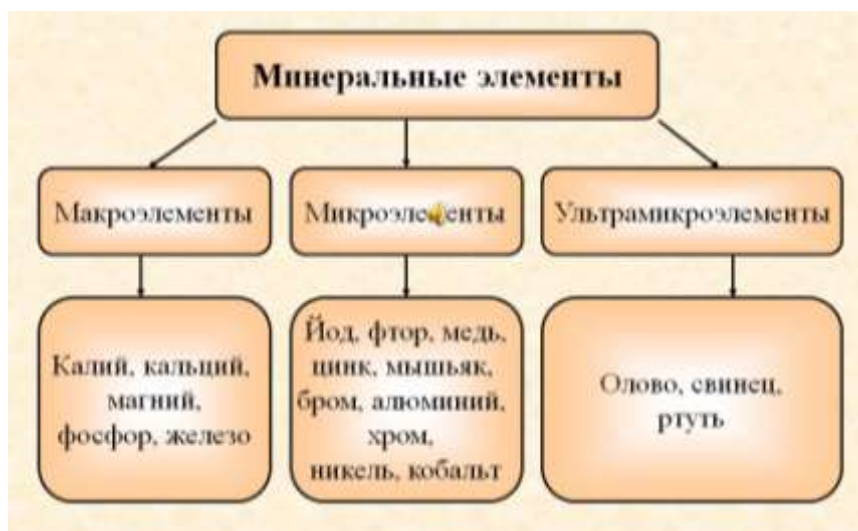 Минеральные элементы
Макроэлементы
Микроэлементы
Ультрамикроэлементы
Калий, кальций,
магний,
фосфор, железо
Йод, фтор, медь,
цинк, мышьяк,
бром, алюминий,
хром,
никель, кобальт
Олово, свинец,
ртуть